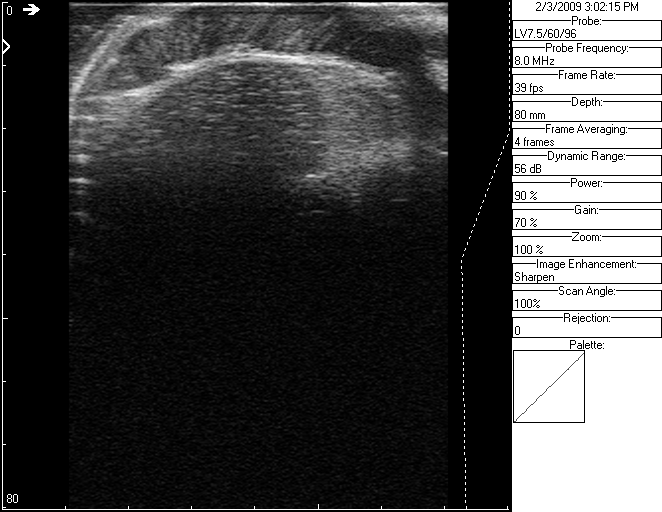 0
80
2/3/2009 3:02:15 PM
Probe:
LV7.5/60/96
Probe Frequency:
8.0 MHz
Frame Rate:
39 fps
Depth:
80 mm
Frame Averaging:
4 frames
Dynamic Range:
56 dB
Power:
90 %
Gain:
70 %
Zoom:
100 %
Image Enhancement:
Sharpen
Scan Angle:
100%
Rejection:
0
Palette: